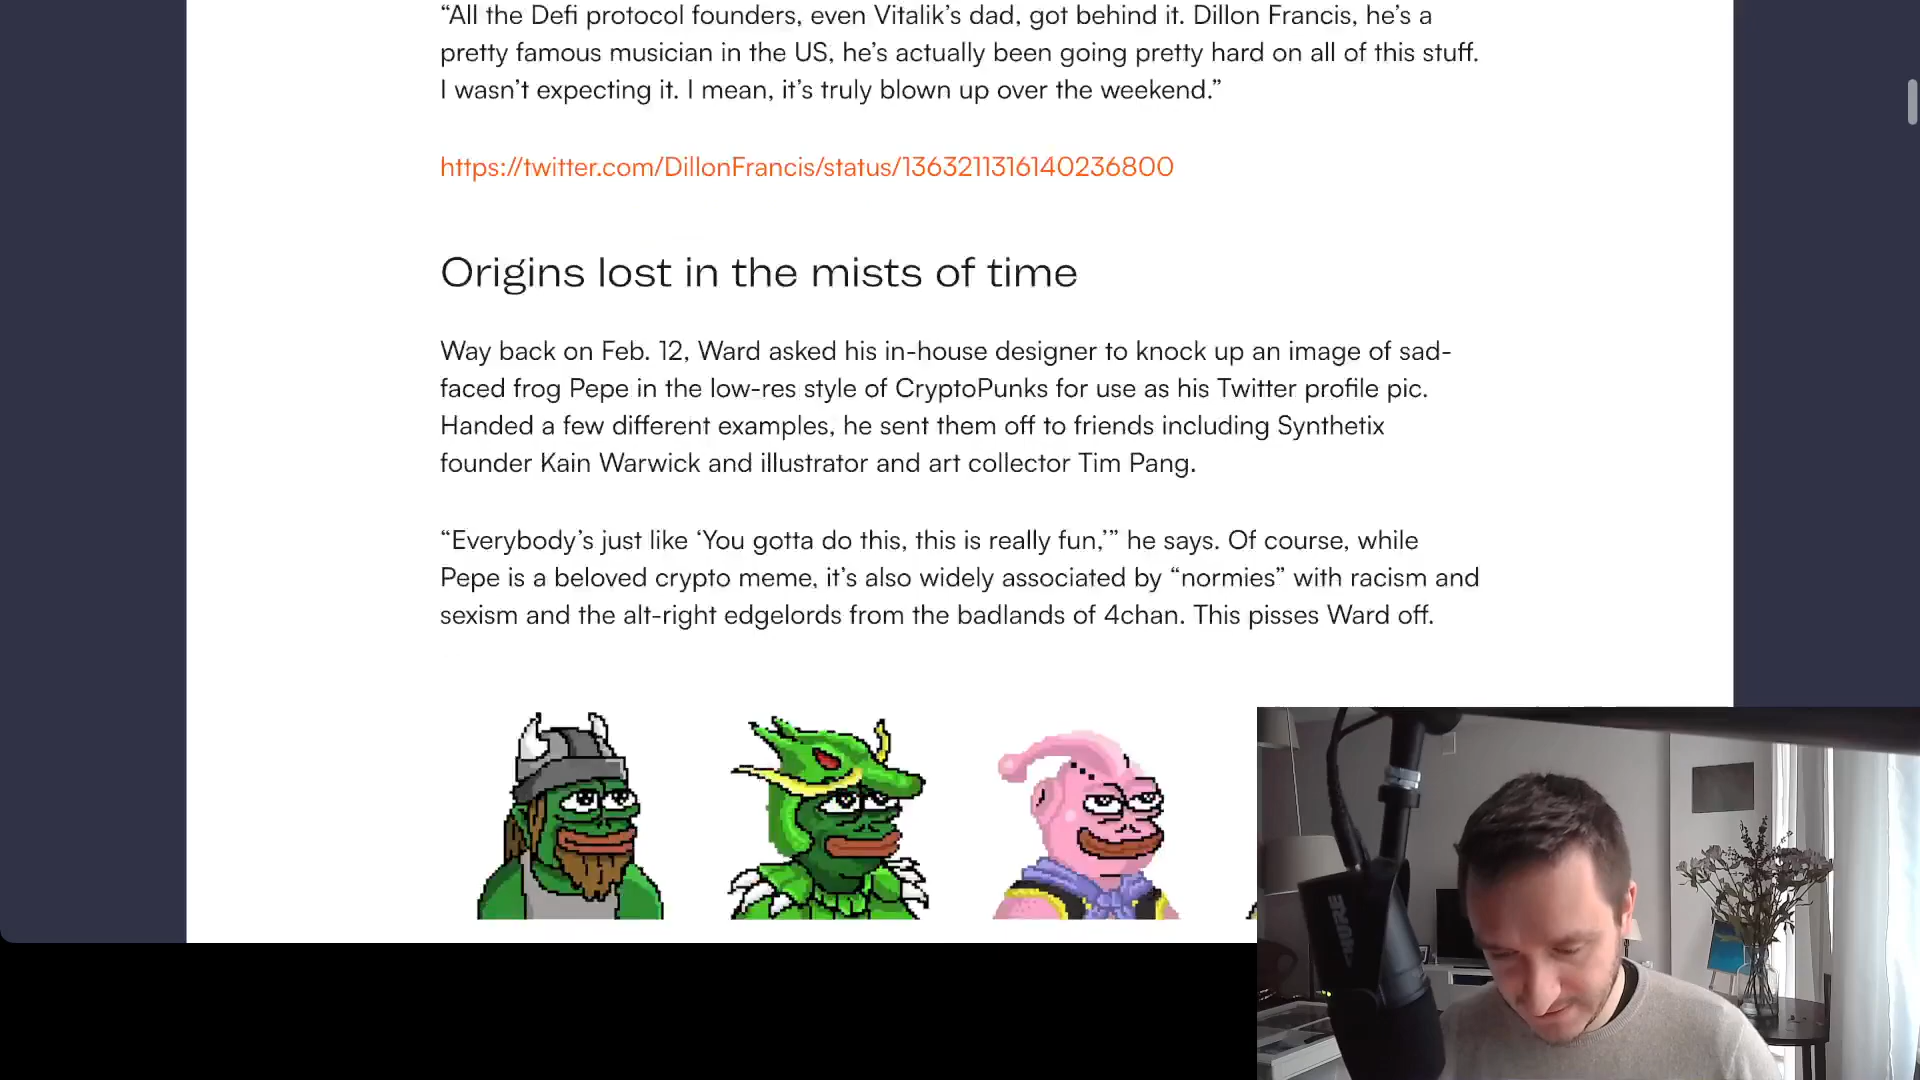 “All the Defi protocol founders, even Vitalik’s dad, got behind it. Dillon Francis, he’s a
pretty famous musician in the US, he’s actually been going pretty hard on all of this stuff.
I wasn’t expecting it. I mean, it’s truly blown up over the weekend.”
https://twitter.com/DillonFrancis/status/1363211316140236800
Origins lost in the mists of time
Way back on Feb. 12, Ward asked his in-house designer to knock up an image of sad-
faced frog Pepe in the low-res style of CryptoPunks for use as his Twitter profile pic.
Handed a few different examples, he sent them off to friends including Synthetix
founder Kain Warwick and illustrator and art collector Tim Pang.
“Everybody’s just like ‘You gotta do this, this is really fun,’” he says. Of course, while
Pepe is a beloved crypto meme, it’s also widely associated by “normies” with racism and
sexism and the alt-right edgelords from the badlands of 4chan. This pisses Ward off.
SHURE